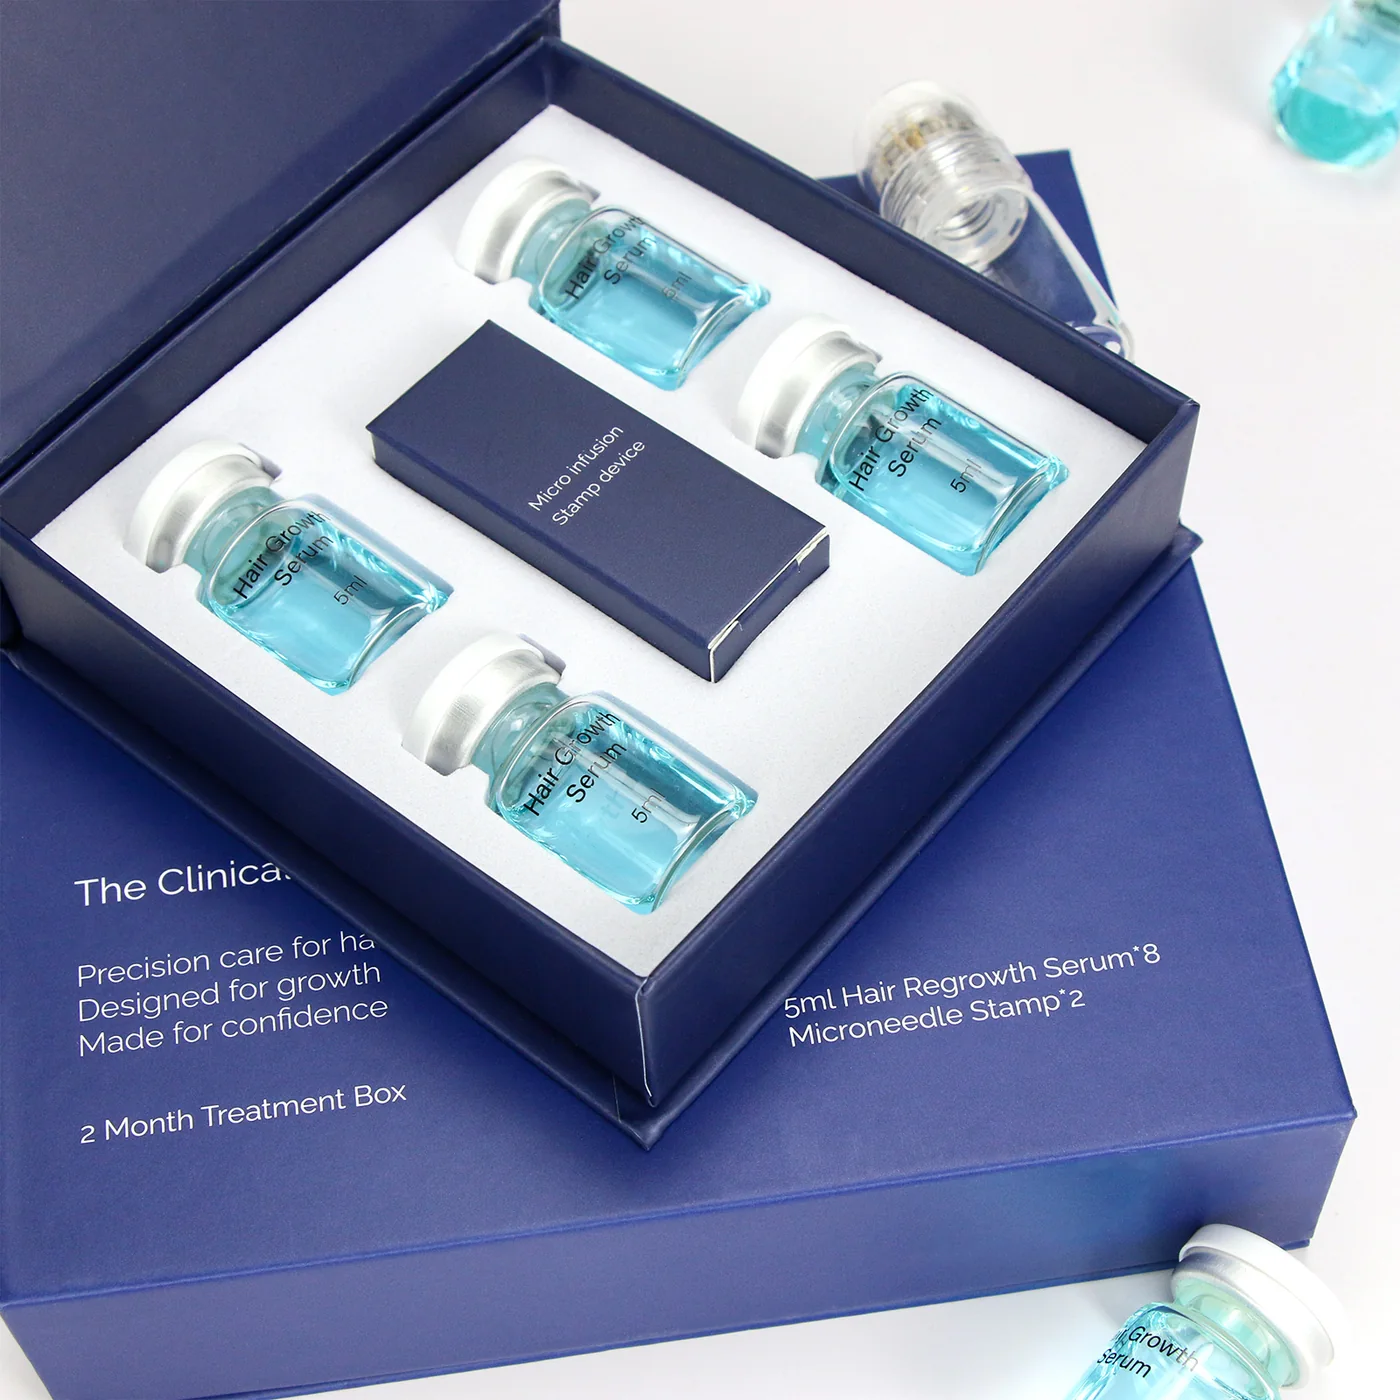 Hair Growth
Serum
5ml
Hair Growth
Serum
5ml
Micro infusion
Stamp device
Hair Growth
Serum
5ml
Hair Growth
Serum
5m
The Clinica
Precision care for ha
Designed for growth
Made for confidence
2 Month Treatment Box
5ml Hair Regrowth Serum*8
Microneedle Stamp*2
Growth
Serum